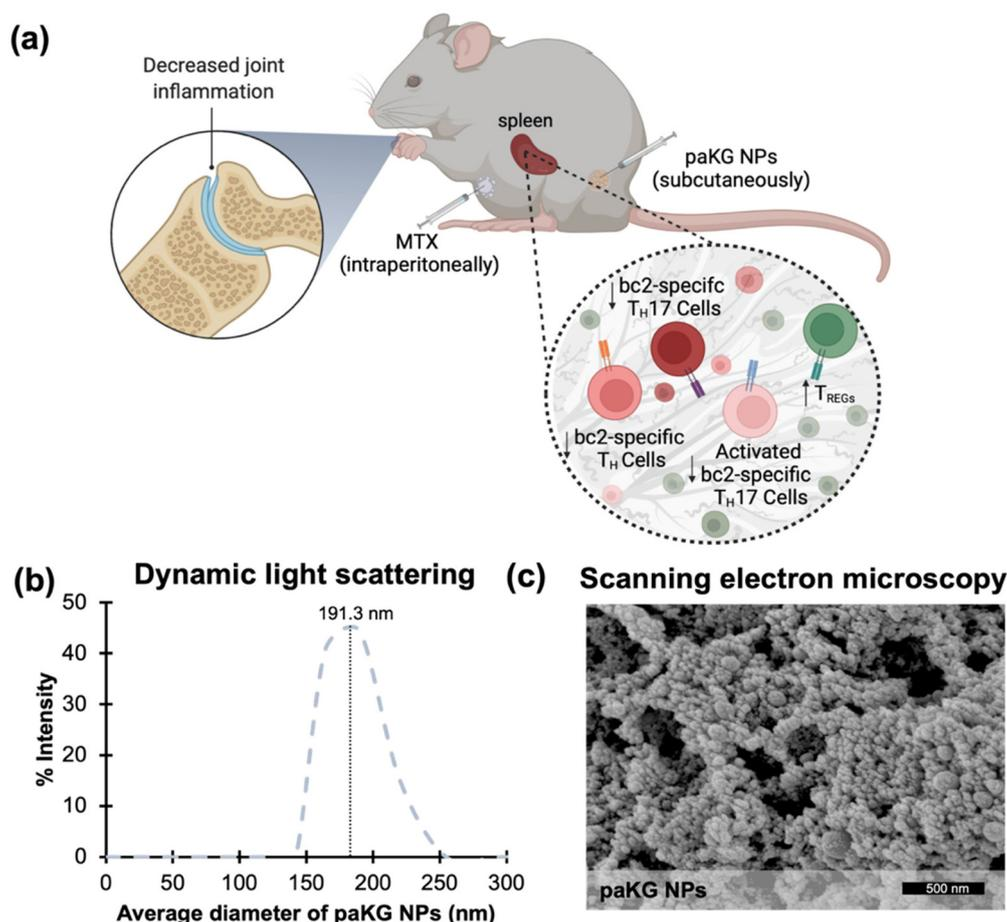 (a)
Decreased joint
inflammation
spleen
paKG NPs
(subcutaneously)
MTX
(intraperitoneally)
bc2-specifc
TH17 Cells
TREGs
bc2-specific
TH Cells
Activated
bc2-specific
TH17 Cells
(b)
Dynamic light scattering
191.3 nm
% Intensity
50
40
30
20
10
0
0 50 100 150 200 250 300
Average diameter of paKG NPs (nm)
(c)
Scanning electron microscopy
paKG NPs
500 nm